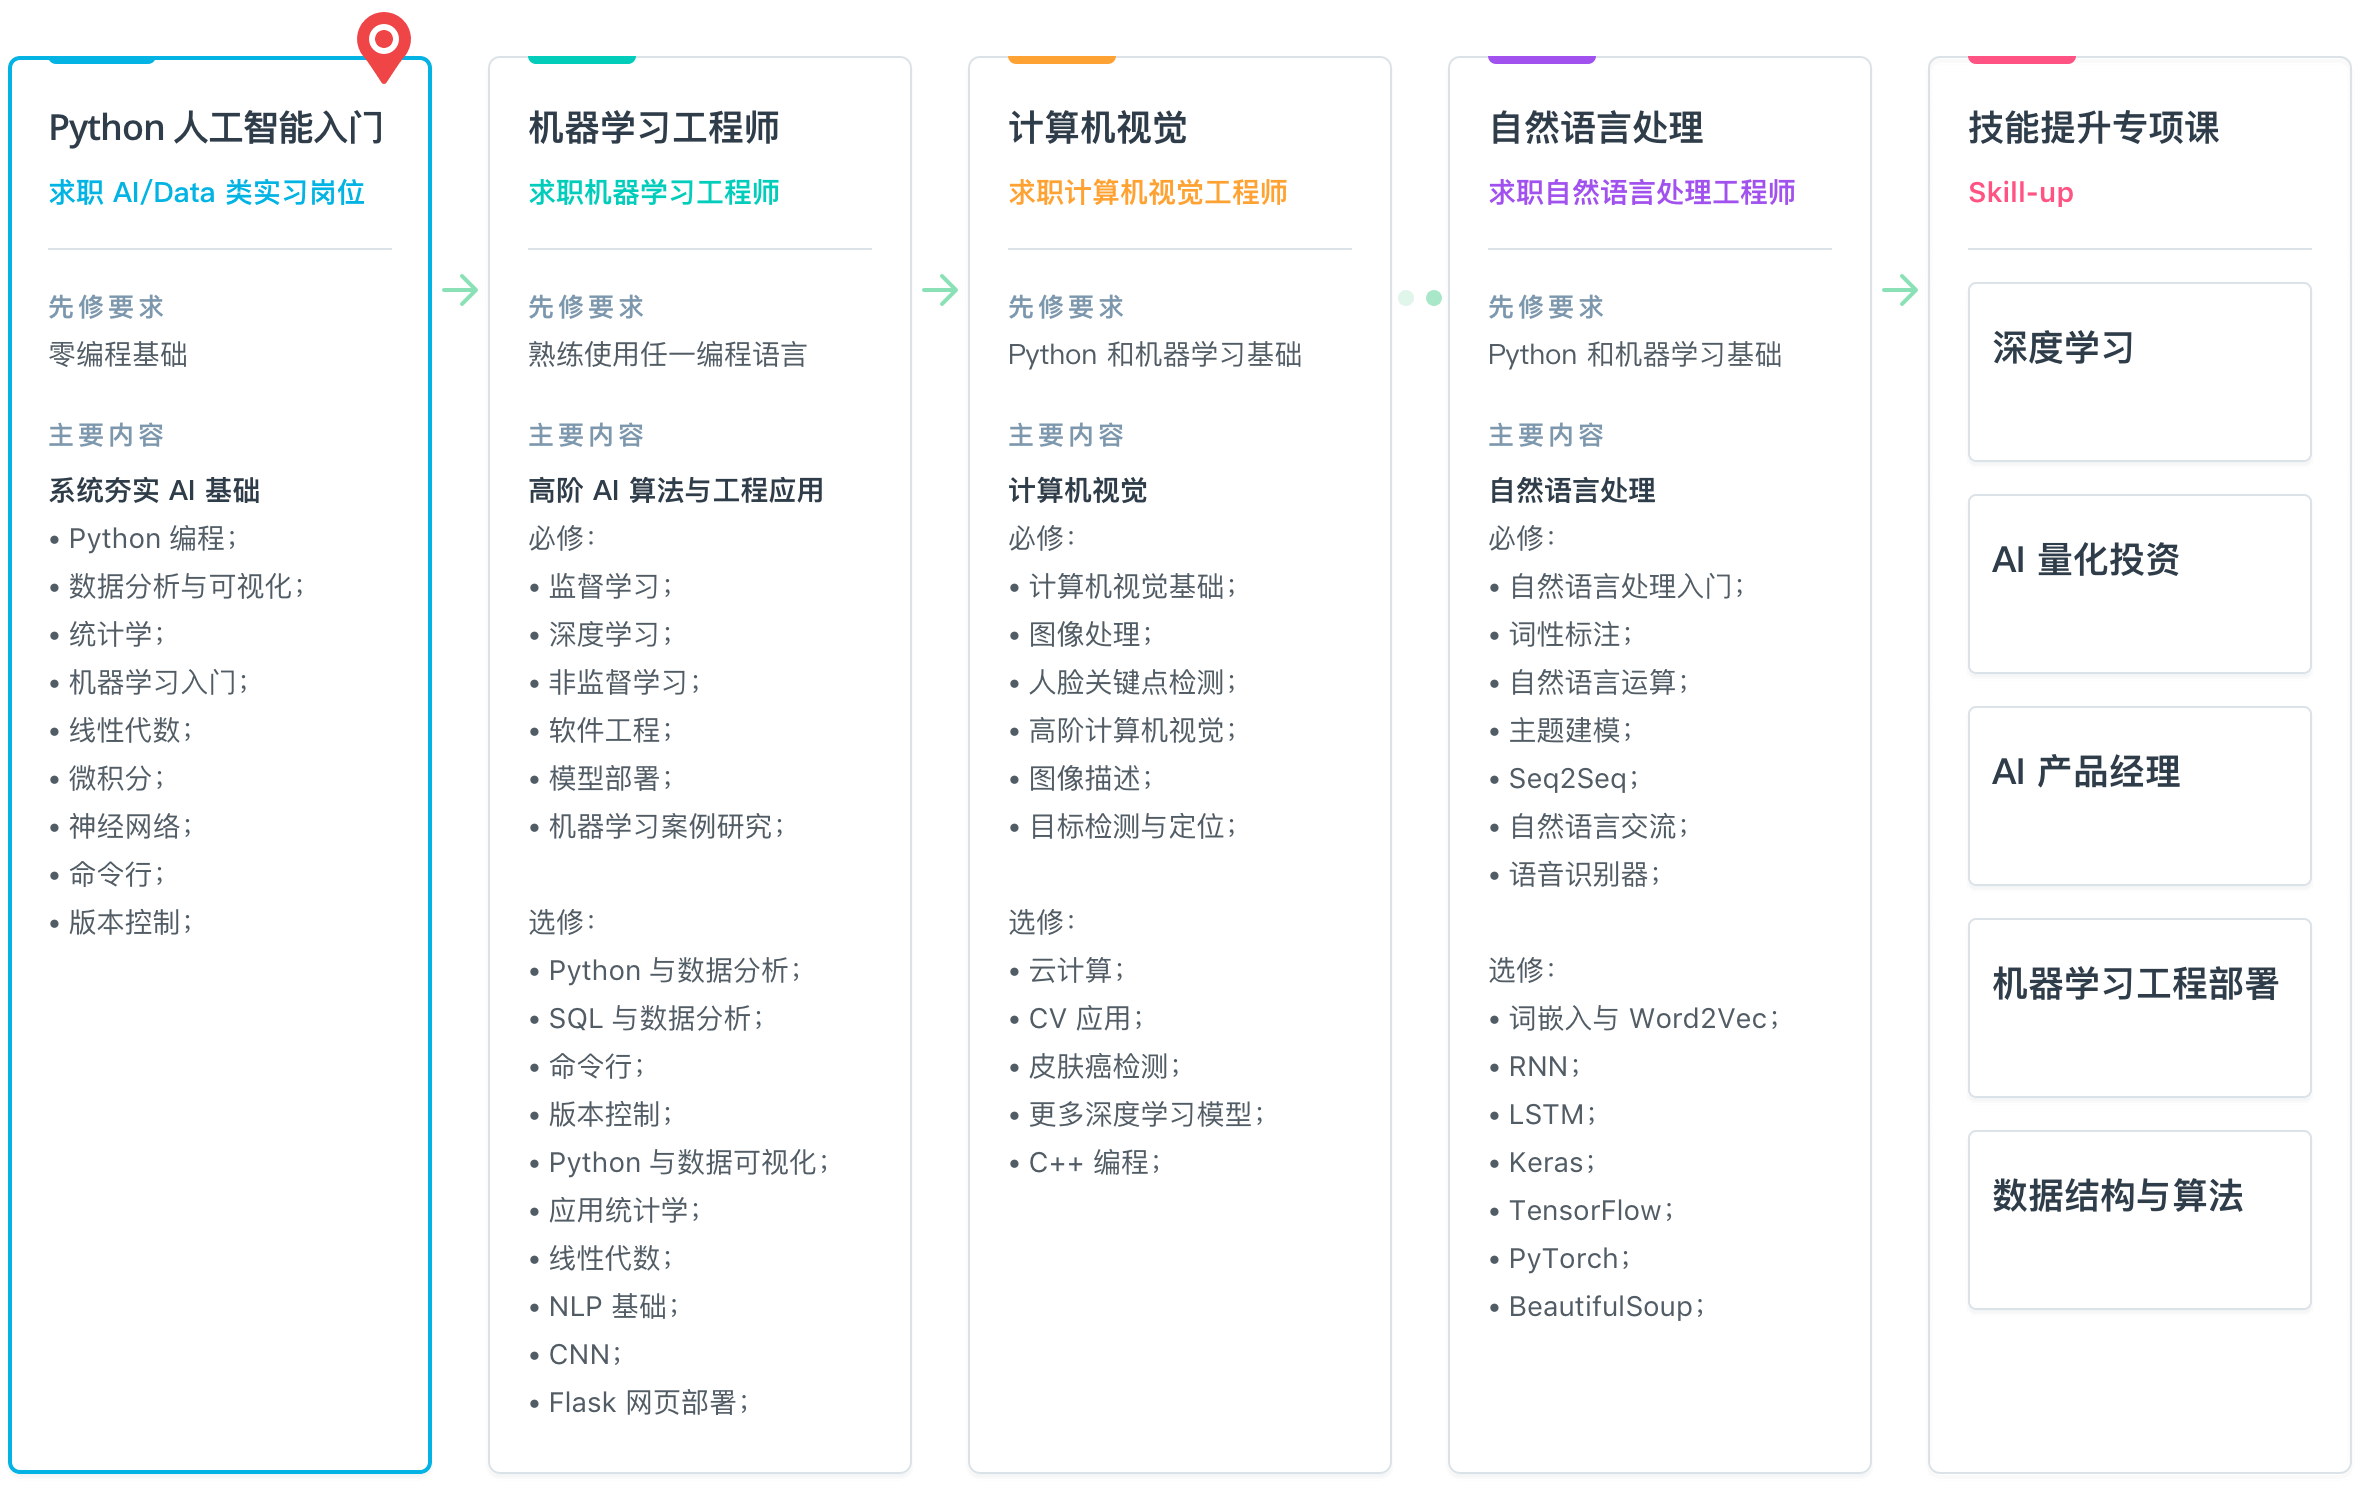 Python 人工智能入门
求职 AI/Data 类实习岗位
先修要求
零编程基础
主要内容
系统夯实 AI 基础
• Python 编程;
• 数据分析与可视化;
• 统计学;
• 机器学习入门;
• 线性代数;
• 微积分;
• 神经网络;
• 命令行;
• 版本控制;
机器学习工程师
求职机器学习工程师
先修要求
熟练使用任一编程语言
主要内容
高阶 AI 算法与工程应用
必修:
• 监督学习;
• 深度学习;
• 非监督学习;
• 软件工程;
• 模型部署;
• 机器学习案例研究;
选修:
• Python 与数据分析;
• SQL 与数据分析;
• 命令行;
• 版本控制;
• Python 与数据可视化;
• 应用统计学;
• 线性代数;
• NLP 基础;
• CNN;
• Flask 网页部署;
计算机视觉
求职计算机视觉工程师
先修要求
Python 和机器学习基础
主要内容
计算机视觉
必修:
• 计算机视觉基础;
• 图像处理;
• 人脸关键点检测;
• 高阶计算机视觉;
• 图像描述;
• 目标检测与定位;
选修:
• 云计算;
• CV 应用;
• 皮肤癌检测;
• 更多深度学习模型;
• C++ 编程;
自然语言处理
求职自然语言处理工程师
先修要求
Python 和机器学习基础
主要内容
自然语言处理
必修:
• 自然语言处理入门;
• 词性标注;
• 自然语言运算;
• 主题建模;
• Seq2Seq;
• 自然语言交流;
• 语音识别器;
选修:
• 词嵌入与 Word2Vec;
• RNN;
• LSTM;
• Keras;
• TensorFlow;
• PyTorch;
• BeautifulSoup;
技能提升专项课
Skill-up
深度学习
AI 量化投资
AI 产品经理
机器学习工程部署
数据结构与算法